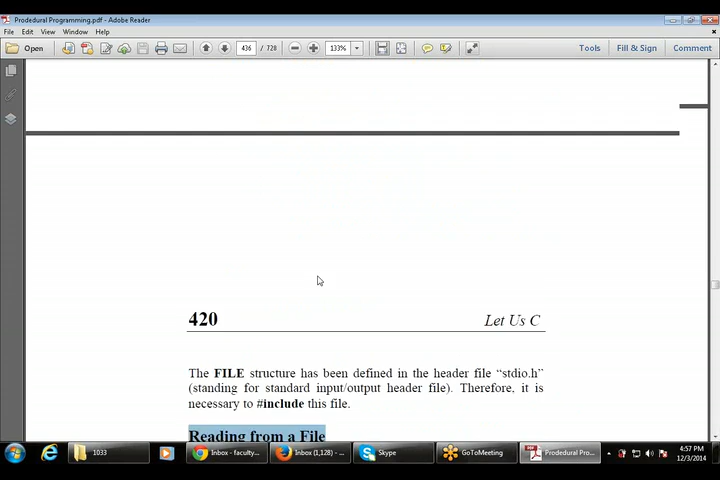 Prodedural Programming.pdf - Adobe Reader
File Edit View Window Help
Open 436 / 728 133% Tools Fill & Sign Comment
420 Let Us C
The FILE structure has been defined in the header file “stdio.h”
(standing for standard input/output header file). Therefore, it is
necessary to #include this file.
Reading from a File
1033 Inbox - faculty... Inbox (1,128) - ... Skype GoToMeeting Prodedural Pro...
4:57 PM
12/3/2014